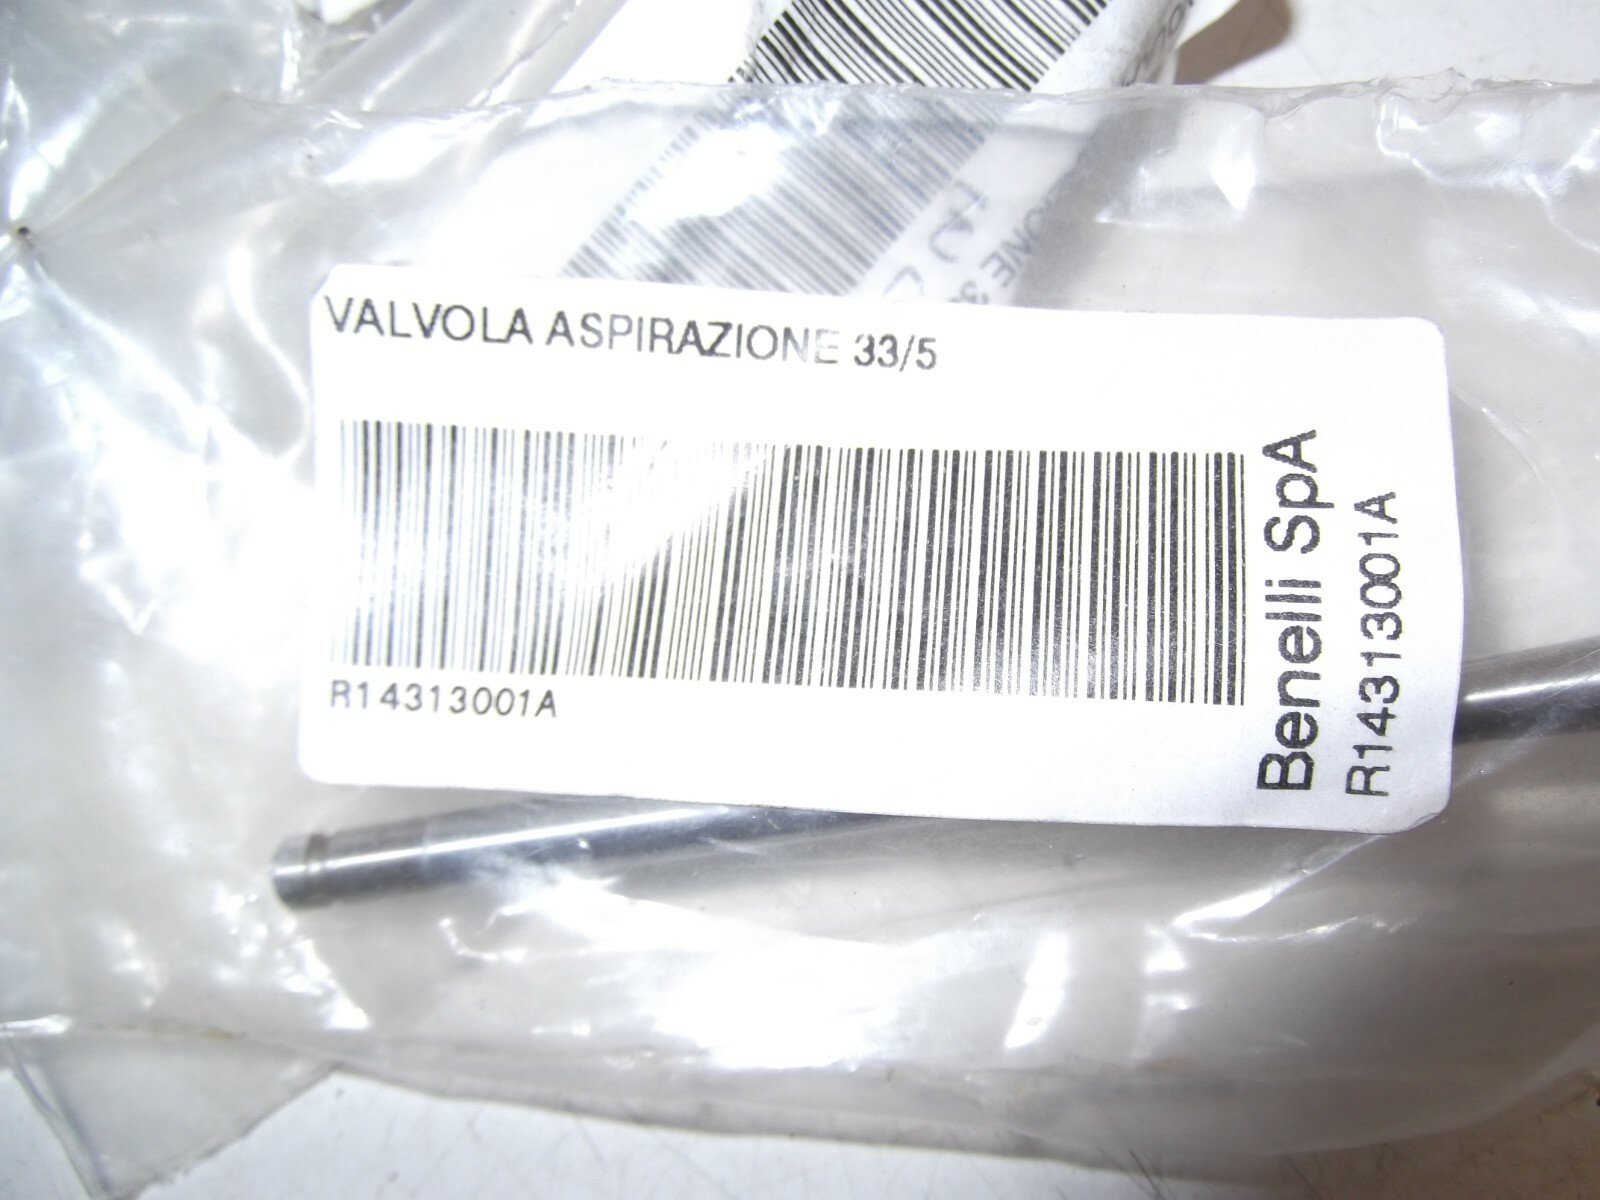 VALVOLA ASPIRAZIONE 33/5
R14313001A
Benelli SpA
R14313001A